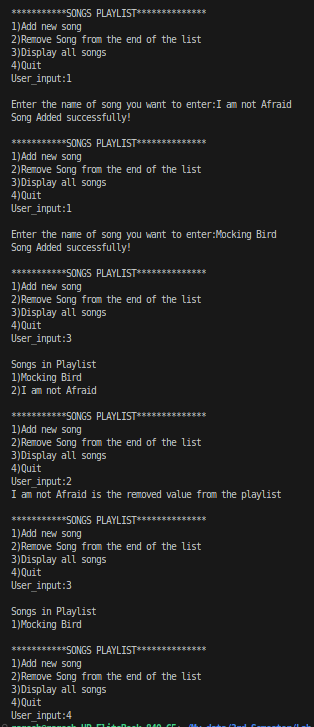 ***********SONGS PLAYLIST**************
1)Add new song
2)Remove Song from the end of the list
3)Display all songs
4)Quit
User_input:1
Enter the name of song you want to enter:I am not Afraid
Song Added successfully!
***********SONGS PLAYLIST**************
1)Add new song
2)Remove Song from the end of the list
3)Display all songs
4)Quit
User_input:1
Enter the name of song you want to enter:Mocking Bird
Song Added successfully!
***********SONGS PLAYLIST**************
1)Add new song
2)Remove Song from the end of the list
3)Display all songs
4)Quit
User_input:3
Songs in Playlist
1)Mocking Bird
2)I am not Afraid
***********SONGS PLAYLIST**************
1)Add new song
2)Remove Song from the end of the list
3)Display all songs
4)Quit
User_input:2
I am not Afraid is the removed value from the playlist
***********SONGS PLAYLIST**************
1)Add new song
2)Remove Song from the end of the list
3)Display all songs
4)Quit
User_input:3
Songs in Playlist
1)Mocking Bird
***********SONGS PLAYLIST**************
1)Add new song
2)Remove Song from the end of the list
3)Display all songs
4)Quit
User_input:4